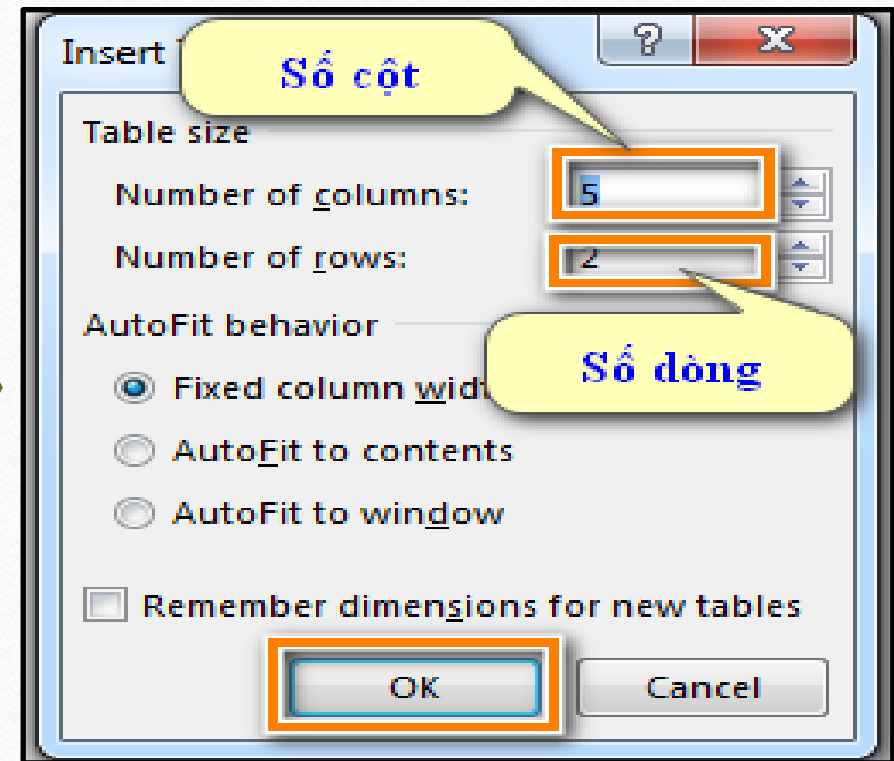 Insert
Số cột
Table size
Number of columns:
5
Number of rows:
2
AutoFit behavior
Số dòng
Fixed column widt
AutoFit to contents
AutoFit to window
Remember dimensions for new tables
OK
Cancel